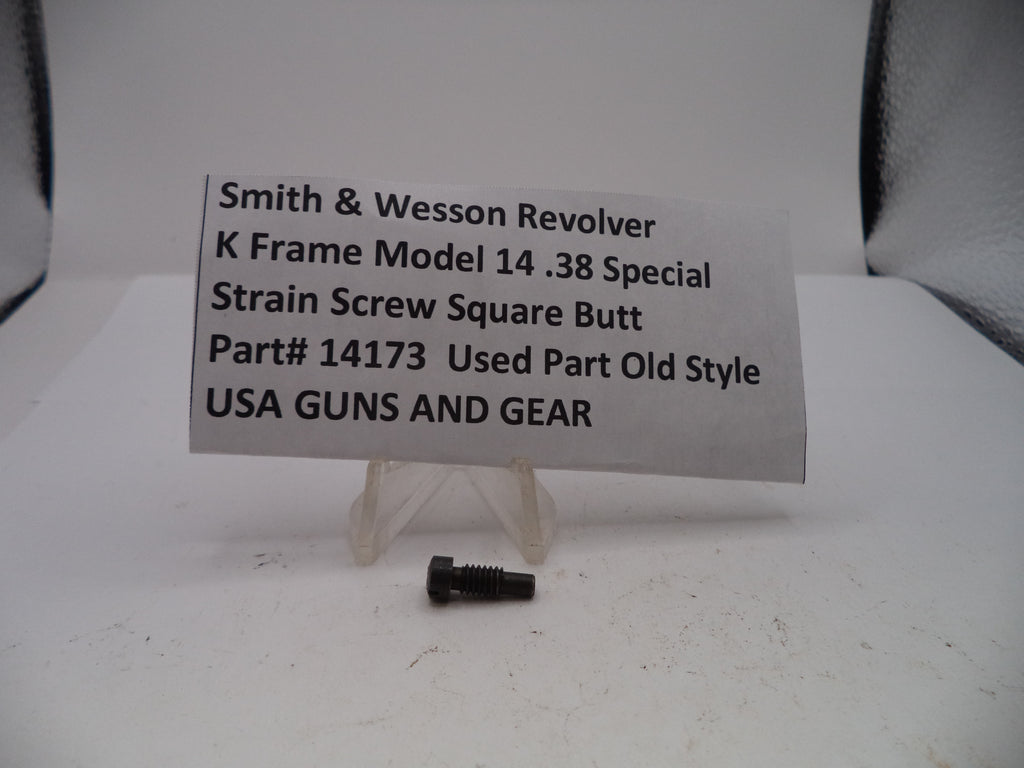 Smith & Wesson Revolver
K Frame Model 14 .38 Special
Strain Screw Square Butt
Part# 14173 Used Part Old Style
USA GUNS AND GEAR